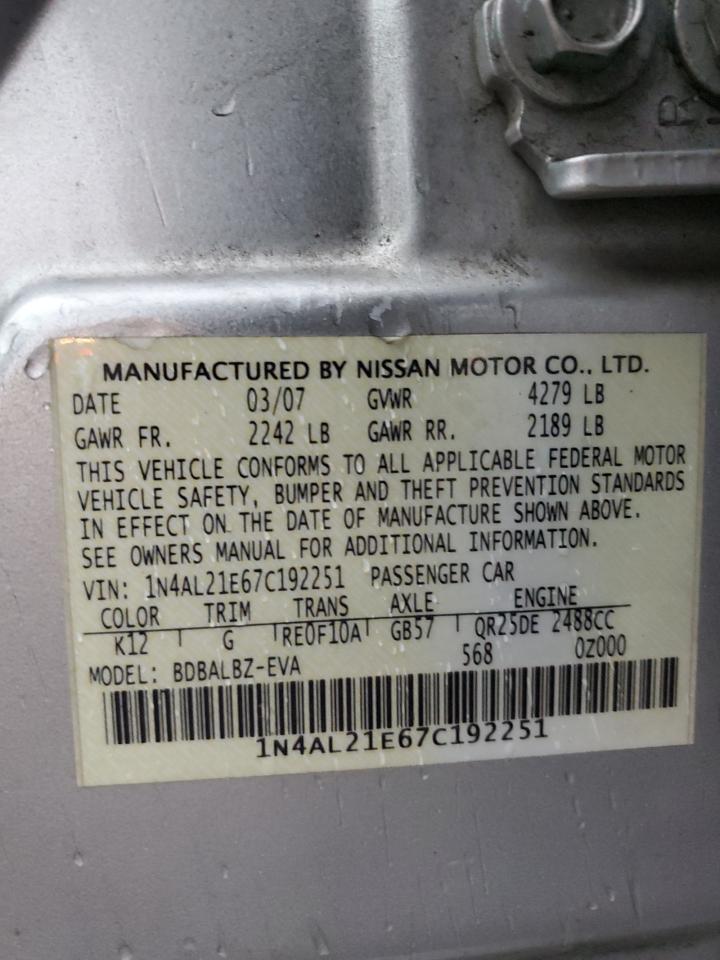 R
MANUFACTURED BY NISSAN MOTOR CO., LTD.
DATE 03/07 GVWR 4279 LB
GAWR FR. 2242 LB GAWR RR. 2189 LB
THIS VEHICLE CONFORMS TO ALL APPLICABLE FEDERAL MOTOR
VEHICLE SAFETY, BUMPER AND THEFT PREVENTION STANDARDS
IN EFFECT ON THE DATE OF MANUFACTURE SHOWN ABOVE.
SEE OWNERS MANUAL FOR ADDITIONAL INFORMATION.
VIN: 1N4AL21E67C192251 PASSENGER CAR
COLOR TRIM TRANS AXLE ENGINE
K12 G RE0F10A GB57 QR25DE 2488CC
MODEL: BDBALBZ-EVA 568 0Z000
1N4AL21E67C192251